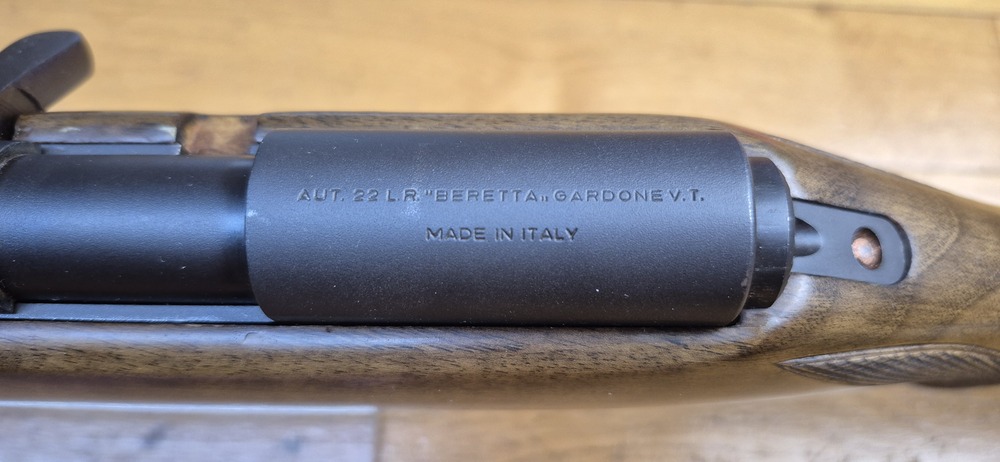 AUT. 22 L.R. "BERETTA„ GARDONE V.T.
MADE IN ITALY